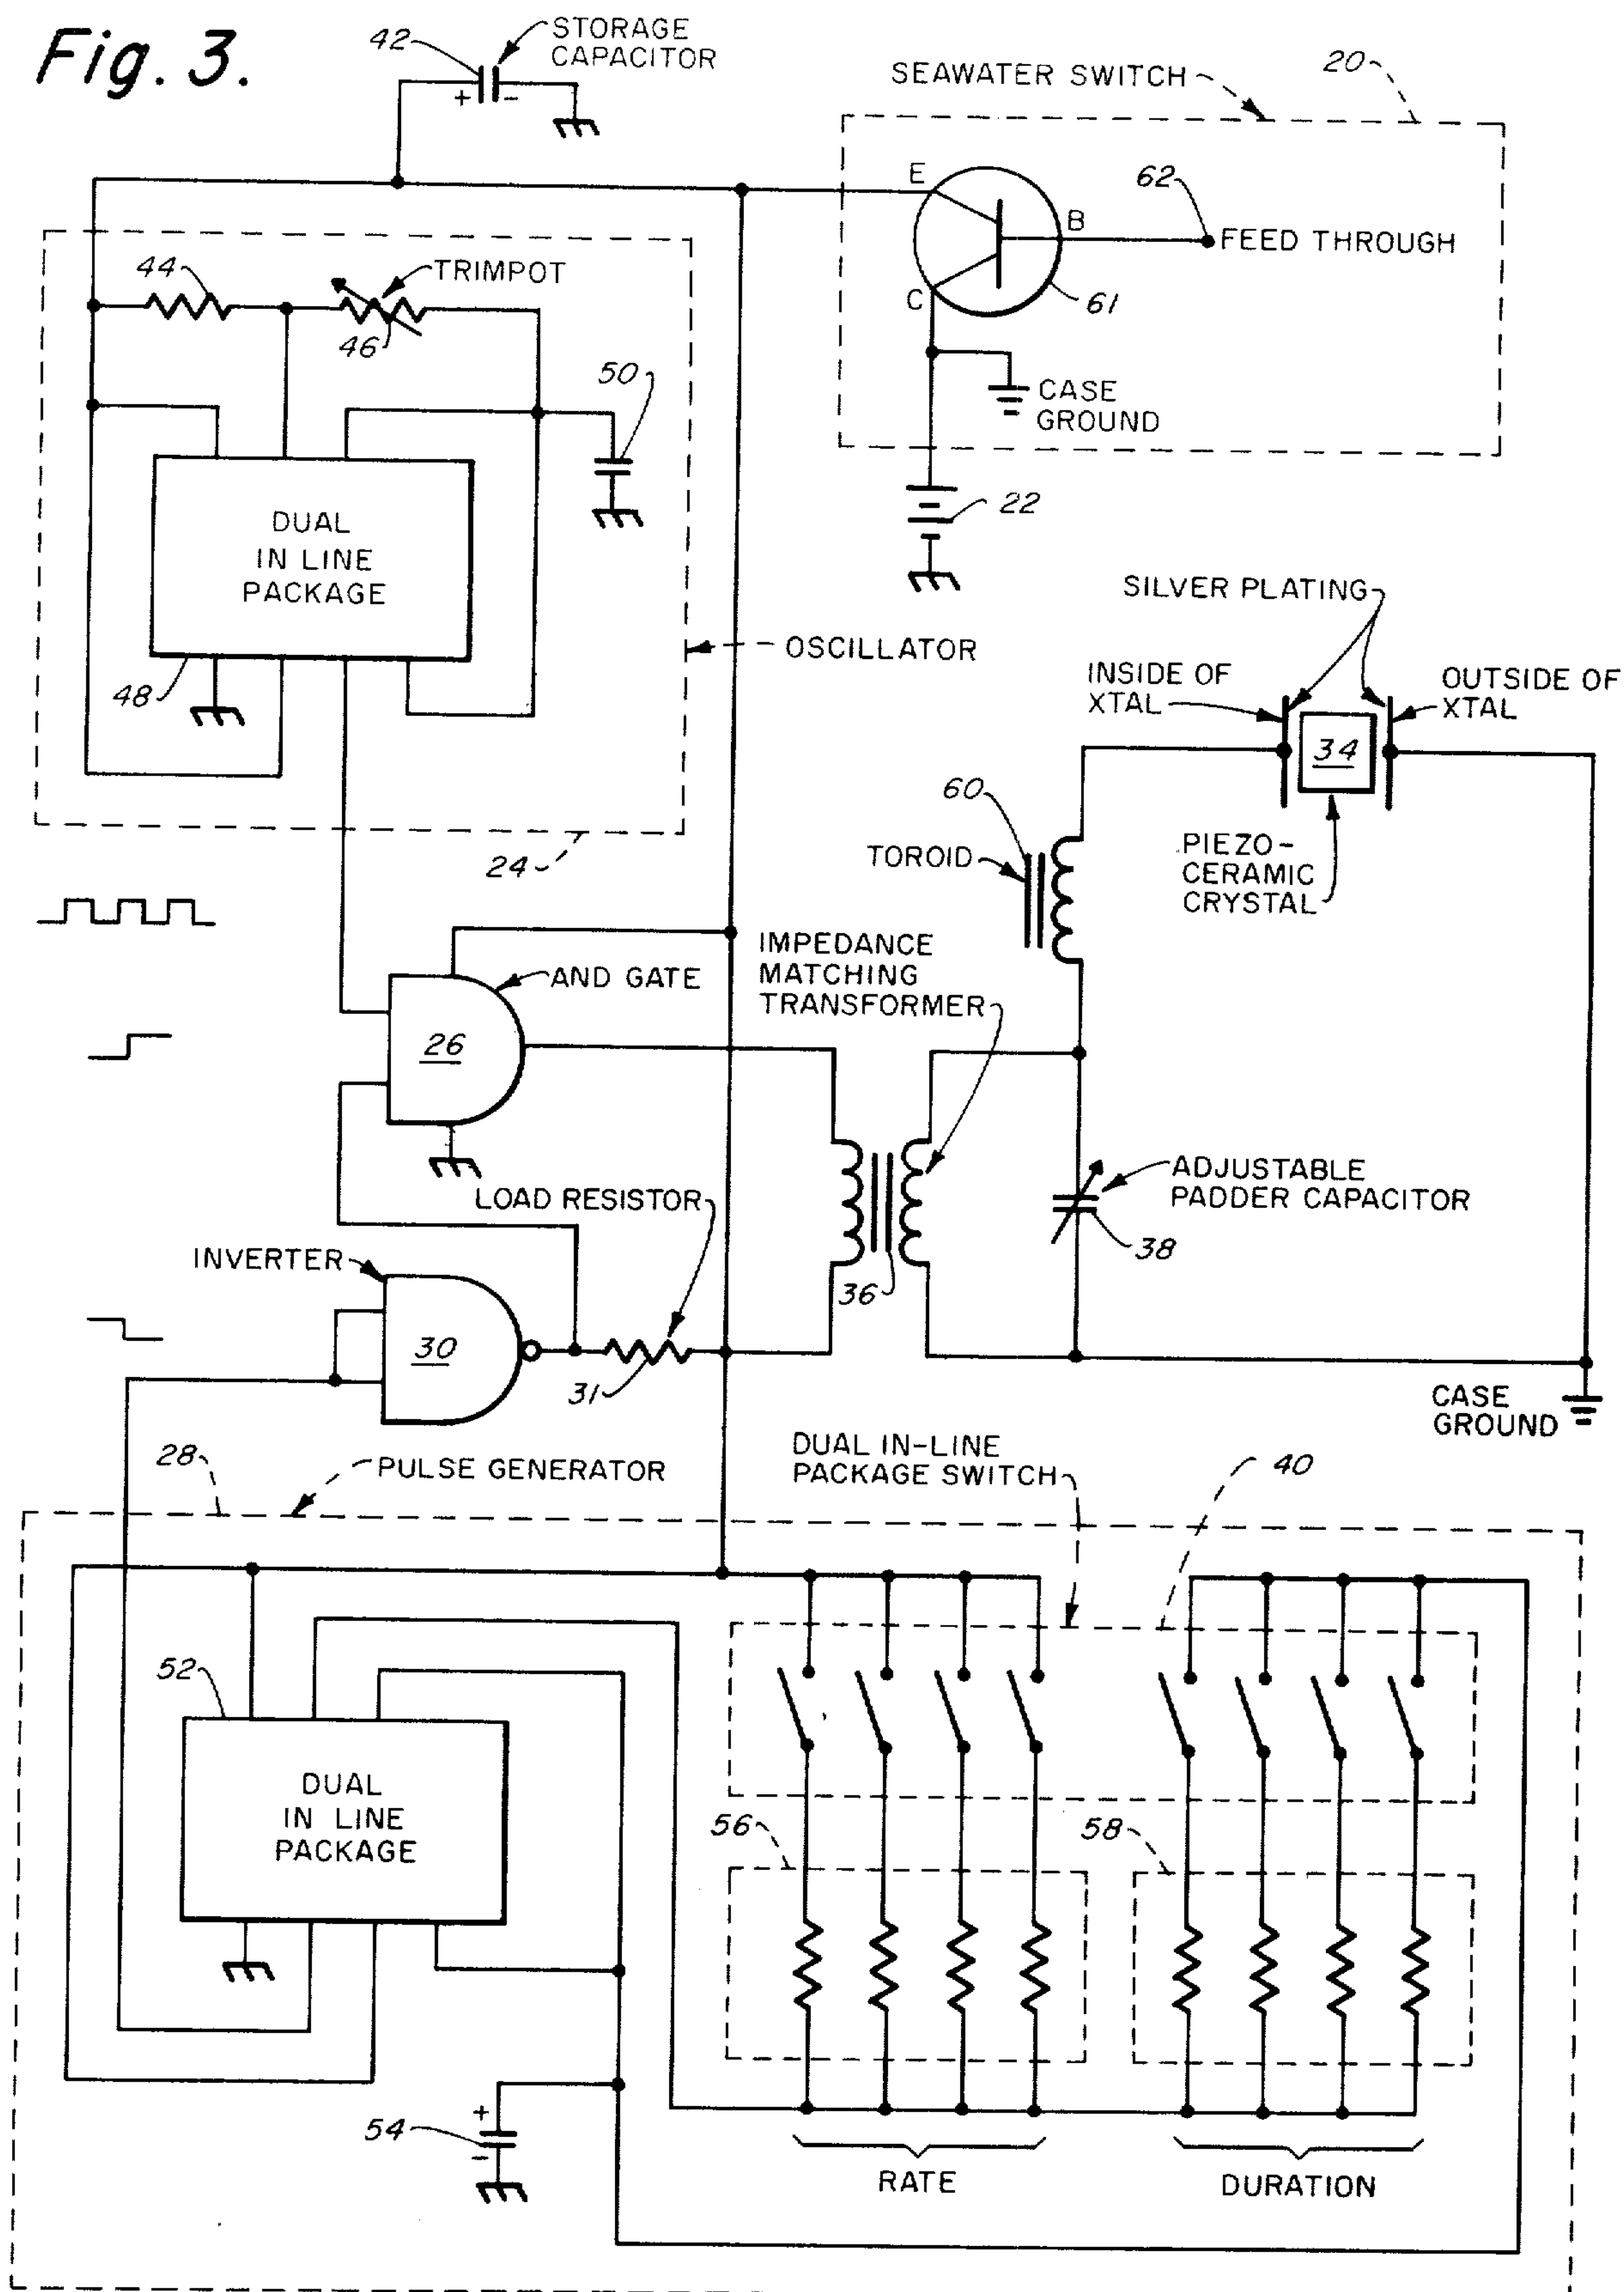 Fig. 3.
42
STORAGE
CAPACITOR
+ -
SEAWATER SWITCH
20
E
B
C
62
FEED THROUGH
61
CASE
GROUND
22
44
TRIMPOT
46
50
DUAL
IN LINE
PACKAGE
48
OSCILLATOR
24
SILVER PLATING
INSIDE OF
XTAL
OUTSIDE OF
XTAL
34
PIEZO-
CERAMIC
CRYSTAL
60
TOROID
IMPEDANCE
MATCHING
TRANSFORMER
AND GATE
26
LOAD RESISTOR
ADJUSTABLE
PADDER CAPACITOR
38
36
INVERTER
30
31
CASE
GROUND
28
PULSE GENERATOR
DUAL IN-LINE
PACKAGE SWITCH
40
52
DUAL
IN LINE
PACKAGE
56
58
+
54
-
RATE
DURATION